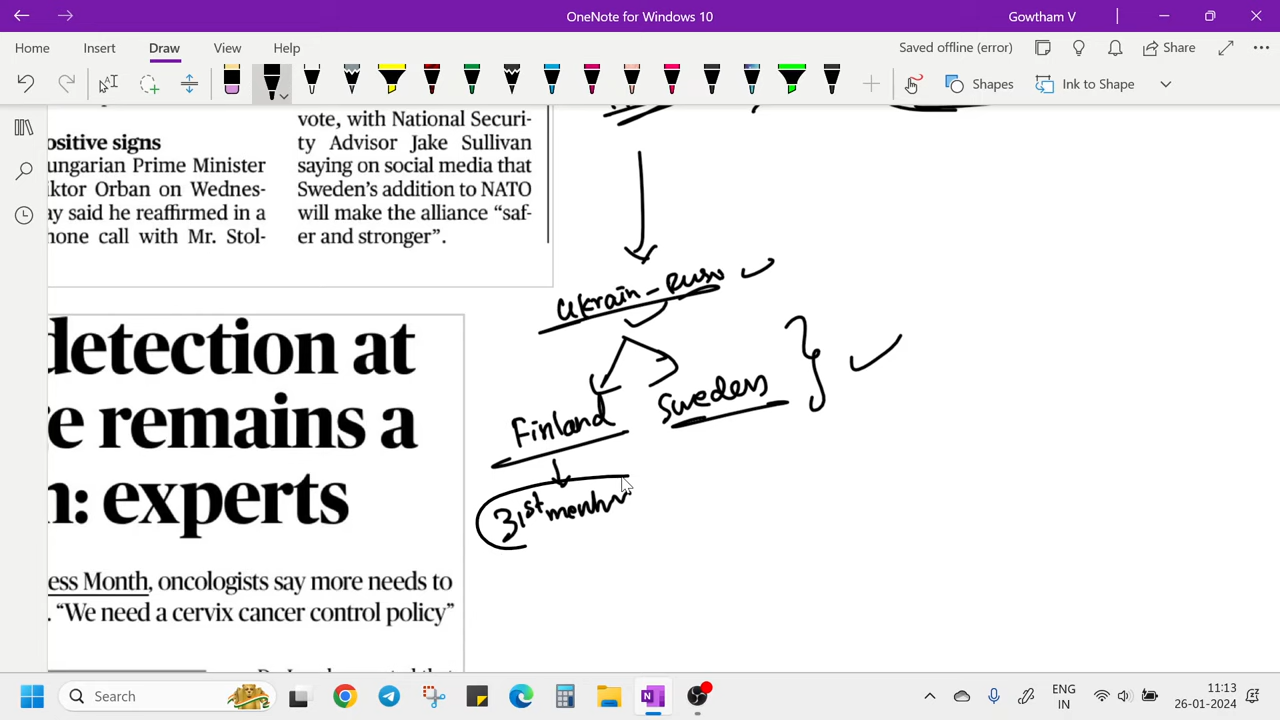 OneNote for Windows 10
Gowtham V
Home Insert Draw View Help
Saved offline (error)
Share
Shapes
Ink to Shape
ositive signs
ungarian Prime Minister
ktor Orban on Wednes-
ay said he reaffirmed in a
hone call with Mr. Stol-
vote, with National Securi-
ty Advisor Jake Sullivan
saying on social media that
Sweden's addition to NATO
will make the alliance “saf-
er and stronger”.
Ukrain-Russ
Finland
Sweden
31st membr
detection at
e remains a
n: experts
ess Month, oncologists say more needs to
. “We need a cervix cancer control policy”
Search
ENG
IN
11:13
26-01-2024